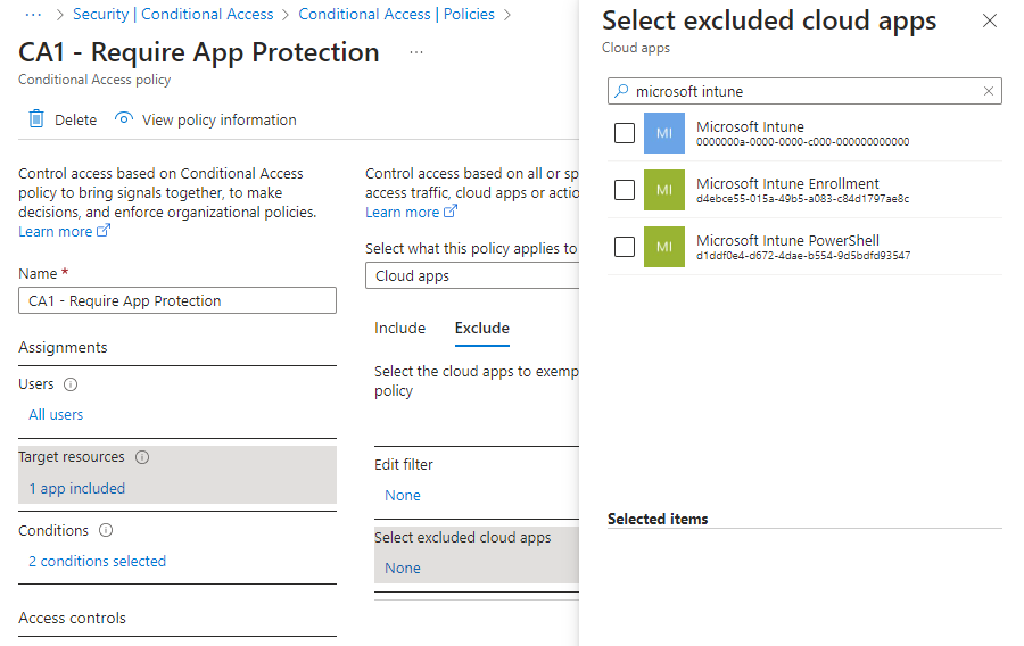 ··· > Security | Conditional Access > Conditional Access | Policies >
CA1 - Require App Protection ···
Conditional Access policy
Delete View policy information
Control access based on Conditional Access
policy to bring signals together, to make
decisions, and enforce organizational policies.
Learn more
Name *
CA1 - Require App Protection
Assignments
Users
All users
Target resources
1 app included
Conditions
2 conditions selected
Access controls
Control access based on all or sp
access traffic, cloud apps or actio
Learn more
Select what this policy applies to
Cloud apps
Include Exclude
Select the cloud apps to exemp
policy
Edit filter
None
Select excluded cloud apps
None
Select excluded cloud apps
Cloud apps
microsoft intune
MI Microsoft Intune
0000000a-0000-0000-c000-000000000000
MI Microsoft Intune Enrollment
d4ebce55-015a-49b5-a083-c84d1797ae8c
MI Microsoft Intune PowerShell
d1ddf0e4-d672-4dae-b554-9d5bdfd93547
Selected items